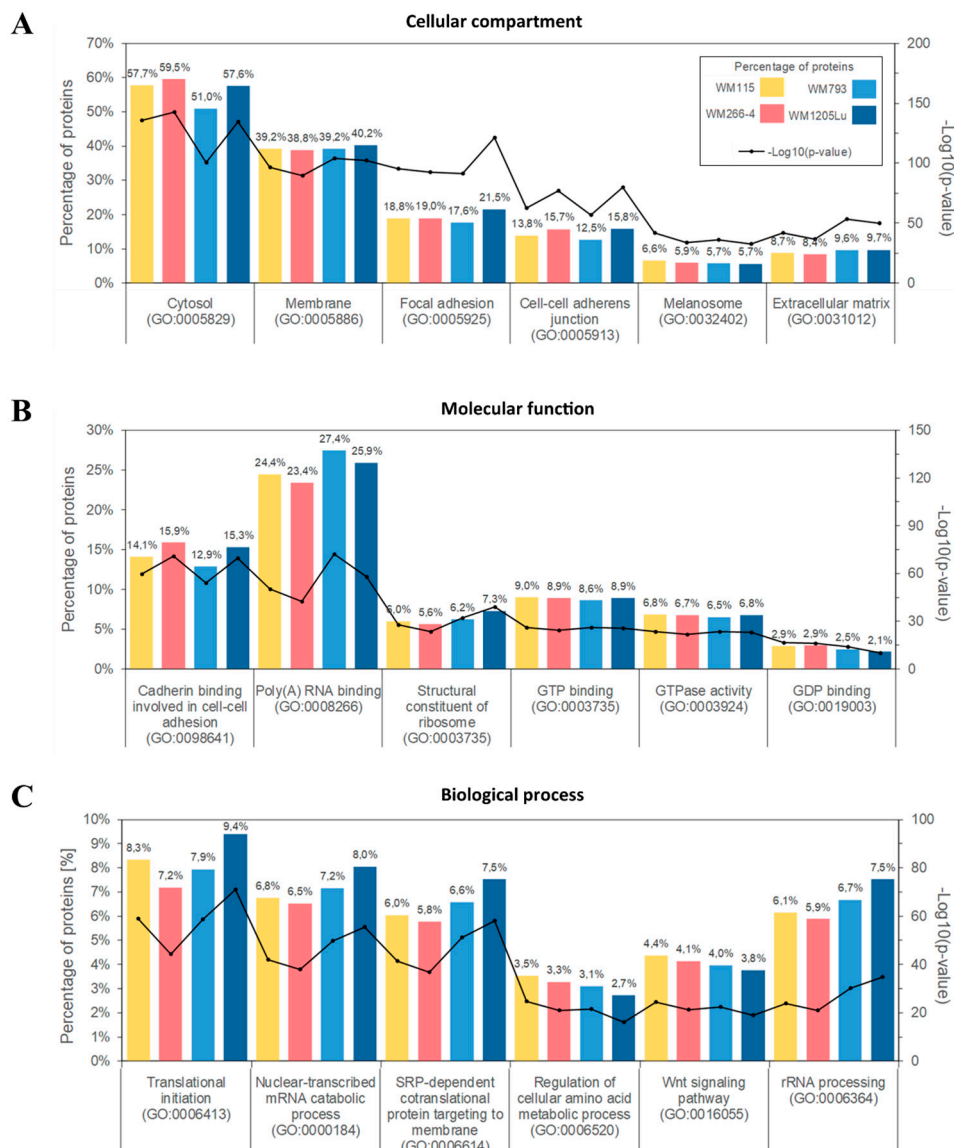 A
Cellular compartment
70%
60%
50%
40%
30%
20%
10%
0%
Percentage of proteins
200
150
100
50
0
-Log10(p-value)
57,7%
59,5%
51,0%
57,6%
39,2%
38,8%
39,2%
40,2%
18,8%
19,0%
17,6%
21,5%
13,8%
15,7%
12,5%
15,8%
6,6%
5,9%
5,7%
5,7%
8,7%
8,4%
9,6%
9,7%
Percentage of proteins
WM115
WM793
WM266-4
WM1205Lu
-Log10(p-value)
Cytosol
(GO:0005829)
Membrane
(GO:0005886)
Focal adhesion
(GO:0005925)
Cell-cell adherens
junction
(GO:0005913)
Melanosome
(GO:0032402)
Extracellular matrix
(GO:0031012)
B
Molecular function
30%
25%
20%
15%
10%
5%
0%
Percentage of proteins
150
120
90
60
30
0
-Log10(p-value)
14,1%
15,9%
12,9%
15,3%
24,4%
23,4%
27,4%
25,9%
6,0%
5,6%
6,2%
7,3%
9,0%
8,9%
8,6%
8,9%
6,8%
6,7%
6,5%
6,8%
2,9%
2,9%
2,5%
2,1%
Cadherin binding
involved in cell-cell
adhesion
(GO:0098641)
Poly(A) RNA binding
(GO:0008266)
Structural
constituent of
ribosome
(GO:0003735)
GTP binding
(GO:0003735)
GTPase activity
(GO:0003924)
GDP binding
(GO:0019003)
C
Biological process
10%
9%
8%
7%
6%
5%
4%
3%
2%
1%
0%
Percentage of proteins [%]
100
80
60
40
20
0
-Log10(p-value)
8,3%
7,2%
7,9%
9,4%
6,8%
6,5%
7,2%
8,0%
6,0%
5,8%
6,6%
7,5%
3,5%
3,3%
3,1%
2,7%
4,4%
4,1%
4,0%
3,8%
6,1%
5,9%
6,7%
7,5%
Translational
initiation
(GO:0006413)
Nuclear-transcribed
mRNA catabolic
process
(GO:0000184)
SRP-dependent
cotranslational
protein targeting to
membrane
(GO:0006614)
Regulation of
cellular amino acid
metabolic process
(GO:0006520)
Wnt signaling
pathway
(GO:0016055)
rRNA processing
(GO:0006364)